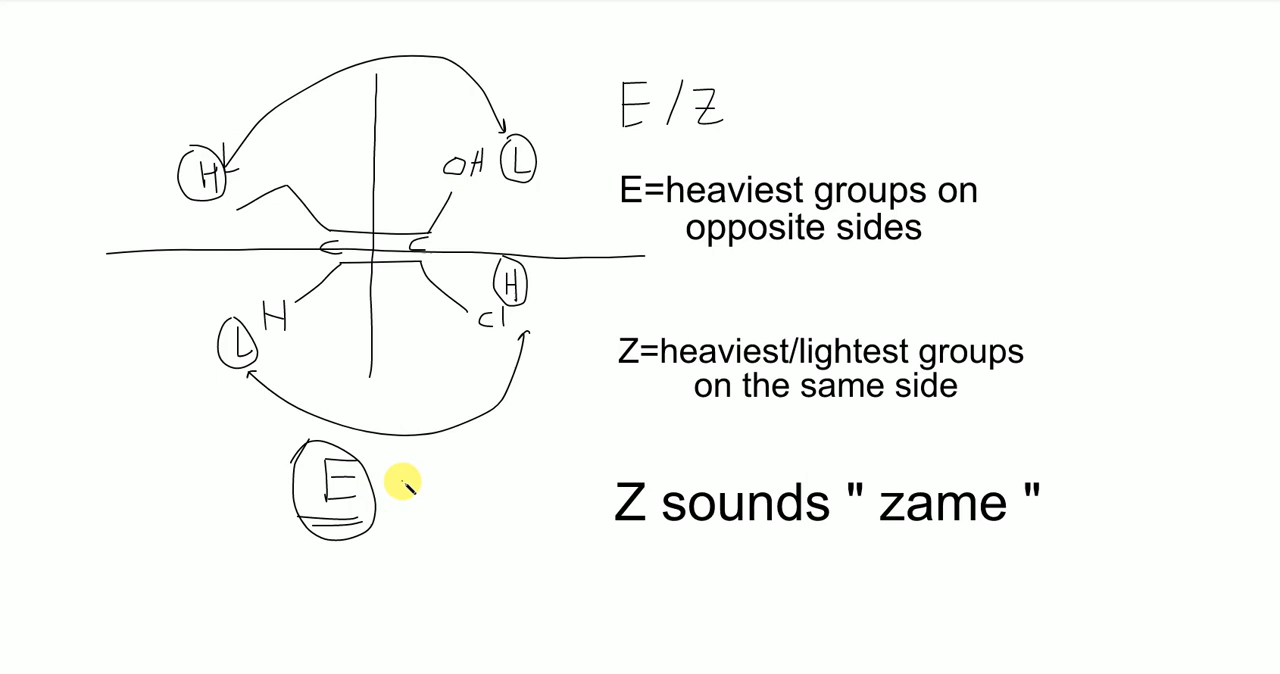 E/Z
H
OH L
E=heaviest groups on
opposite sides
C C
H
H
Cl
L
Z=heaviest/lightest groups
on the same side
E
Z sounds " zame "